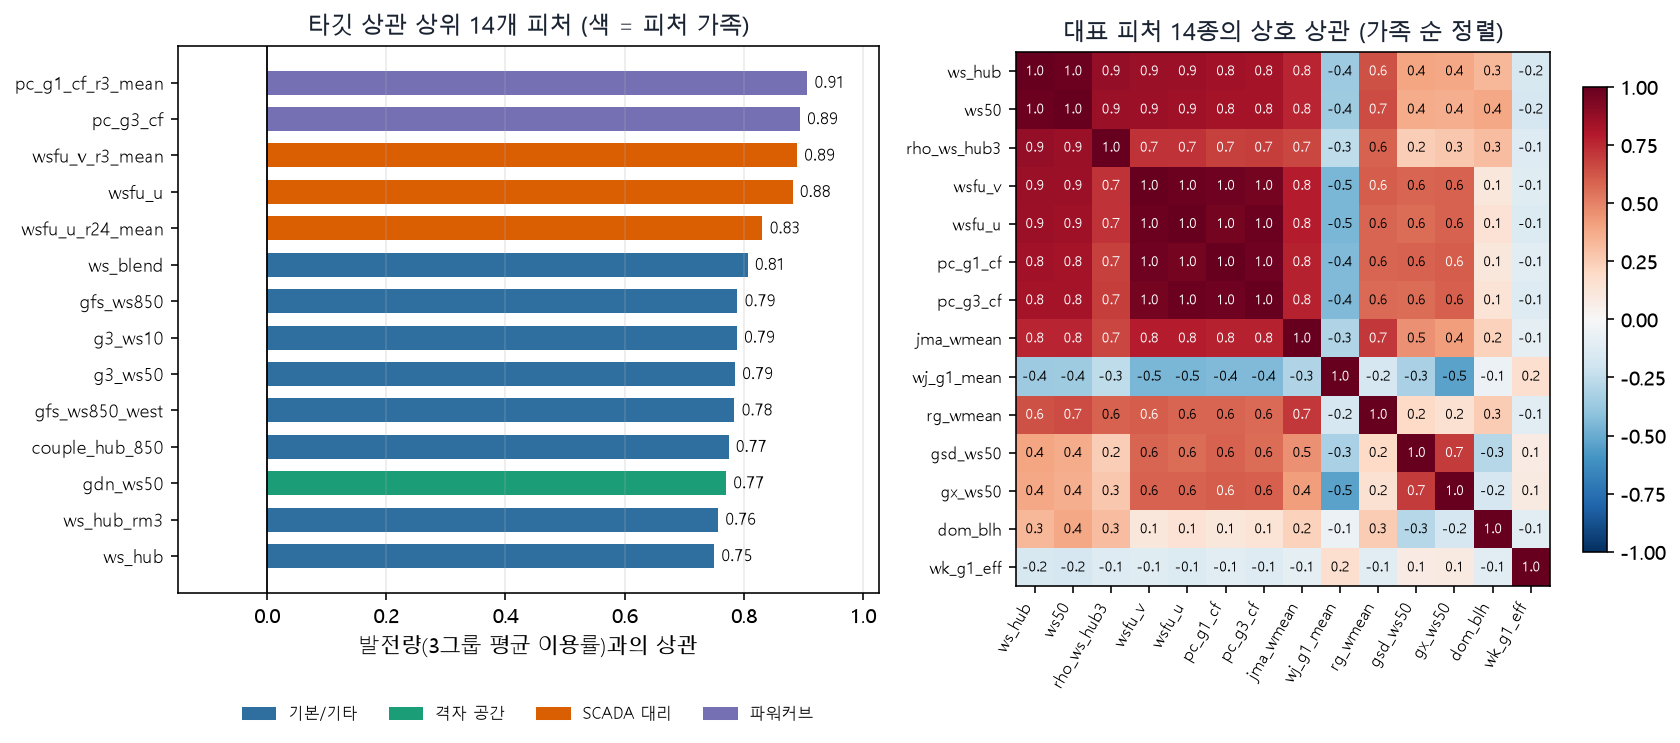 타깃 상관 상위 14개 피처 (색 = 피처 가족)
pc_g1_cf_r3_mean 0.91
pc_g3_cf 0.89
wsfu_v_r3_mean 0.89
wsfu_u 0.88
wsfu_u_r24_mean 0.83
ws_blend 0.81
gfs_ws850 0.79
g3_ws10 0.79
g3_ws50 0.79
gfs_ws850_west 0.78
couple_hub_850 0.77
gdn_ws50 0.77
ws_hub_rm3 0.76
ws_hub 0.75
0.0 0.2 0.4 0.6 0.8 1.0
발전량(3그룹 평균 이용률)과의 상관
기본/기타 격자 공간 SCADA 대리 파워커브
대표 피처 14종의 상호 상관 (가족 순 정렬)
ws_hub 1.0 1.0 0.9 0.9 0.9 0.8 0.8 0.8 -0.4 0.6 0.4 0.4 0.3 -0.2
ws50 1.0 1.0 0.9 0.9 0.9 0.8 0.8 0.8 -0.4 0.7 0.4 0.4 0.4 -0.2
rho_ws_hub3 0.9 0.9 1.0 0.7 0.7 0.7 0.7 0.7 -0.3 0.6 0.2 0.3 0.3 -0.1
wsfu_v 0.9 0.9 0.7 1.0 1.0 1.0 1.0 0.8 -0.5 0.6 0.6 0.6 0.1 -0.1
wsfu_u 0.9 0.9 0.7 1.0 1.0 1.0 1.0 0.8 -0.5 0.6 0.6 0.6 0.1 -0.1
pc_g1_cf 0.8 0.8 0.7 1.0 1.0 1.0 1.0 0.8 -0.4 0.6 0.6 0.6 0.1 -0.1
pc_g3_cf 0.8 0.8 0.7 1.0 1.0 1.0 1.0 0.8 -0.4 0.6 0.6 0.6 0.1 -0.1
jma_wmean 0.8 0.8 0.7 0.8 0.8 0.8 0.8 1.0 -0.3 0.7 0.5 0.4 0.2 -0.1
wj_g1_mean -0.4 -0.4 -0.3 -0.5 -0.5 -0.4 -0.4 -0.3 1.0 -0.2 -0.3 -0.5 -0.1 0.2
rg_wmean 0.6 0.7 0.6 0.6 0.6 0.6 0.6 0.7 -0.2 1.0 0.2 0.2 0.3 -0.1
gsd_ws50 0.4 0.4 0.2 0.6 0.6 0.6 0.6 0.5 -0.3 0.2 1.0 0.7 -0.3 0.1
gx_ws50 0.4 0.4 0.3 0.6 0.6 0.6 0.6 0.4 -0.5 0.2 0.7 1.0 -0.2 0.1
dom_blh 0.3 0.4 0.3 0.1 0.1 0.1 0.1 0.2 -0.1 0.3 -0.3 -0.2 1.0 -0.1
wk_g1_eff -0.2 -0.2 -0.1 -0.1 -0.1 -0.1 -0.1 -0.1 0.2 -0.1 0.1 0.1 -0.1 1.0
ws_hub ws50 rho_ws_hub3 wsfu_v wsfu_u pc_g1_cf pc_g3_cf jma_wmean wj_g1_mean rg_wmean gsd_ws50 gx_ws50 dom_blh wk_g1_eff
1.00
0.75
0.50
0.25
0.00
-0.25
-0.50
-0.75
-1.00